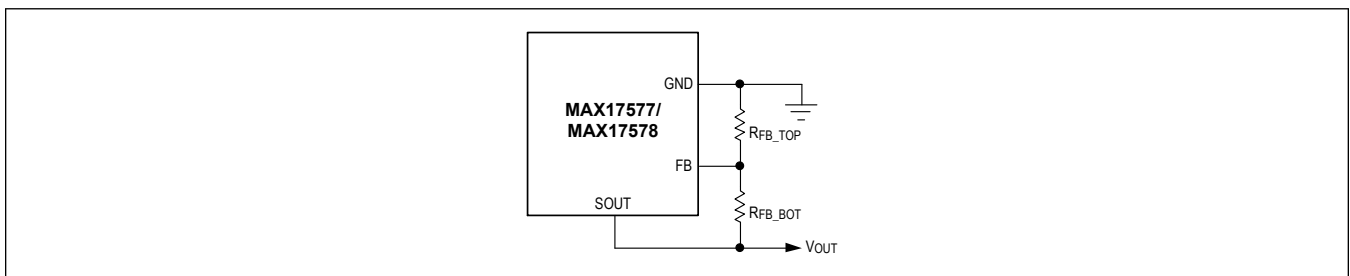 GND
MAX17577/
MAX17578
RFB_TOP
FB
SOUT
RFB_BOT
VOUT